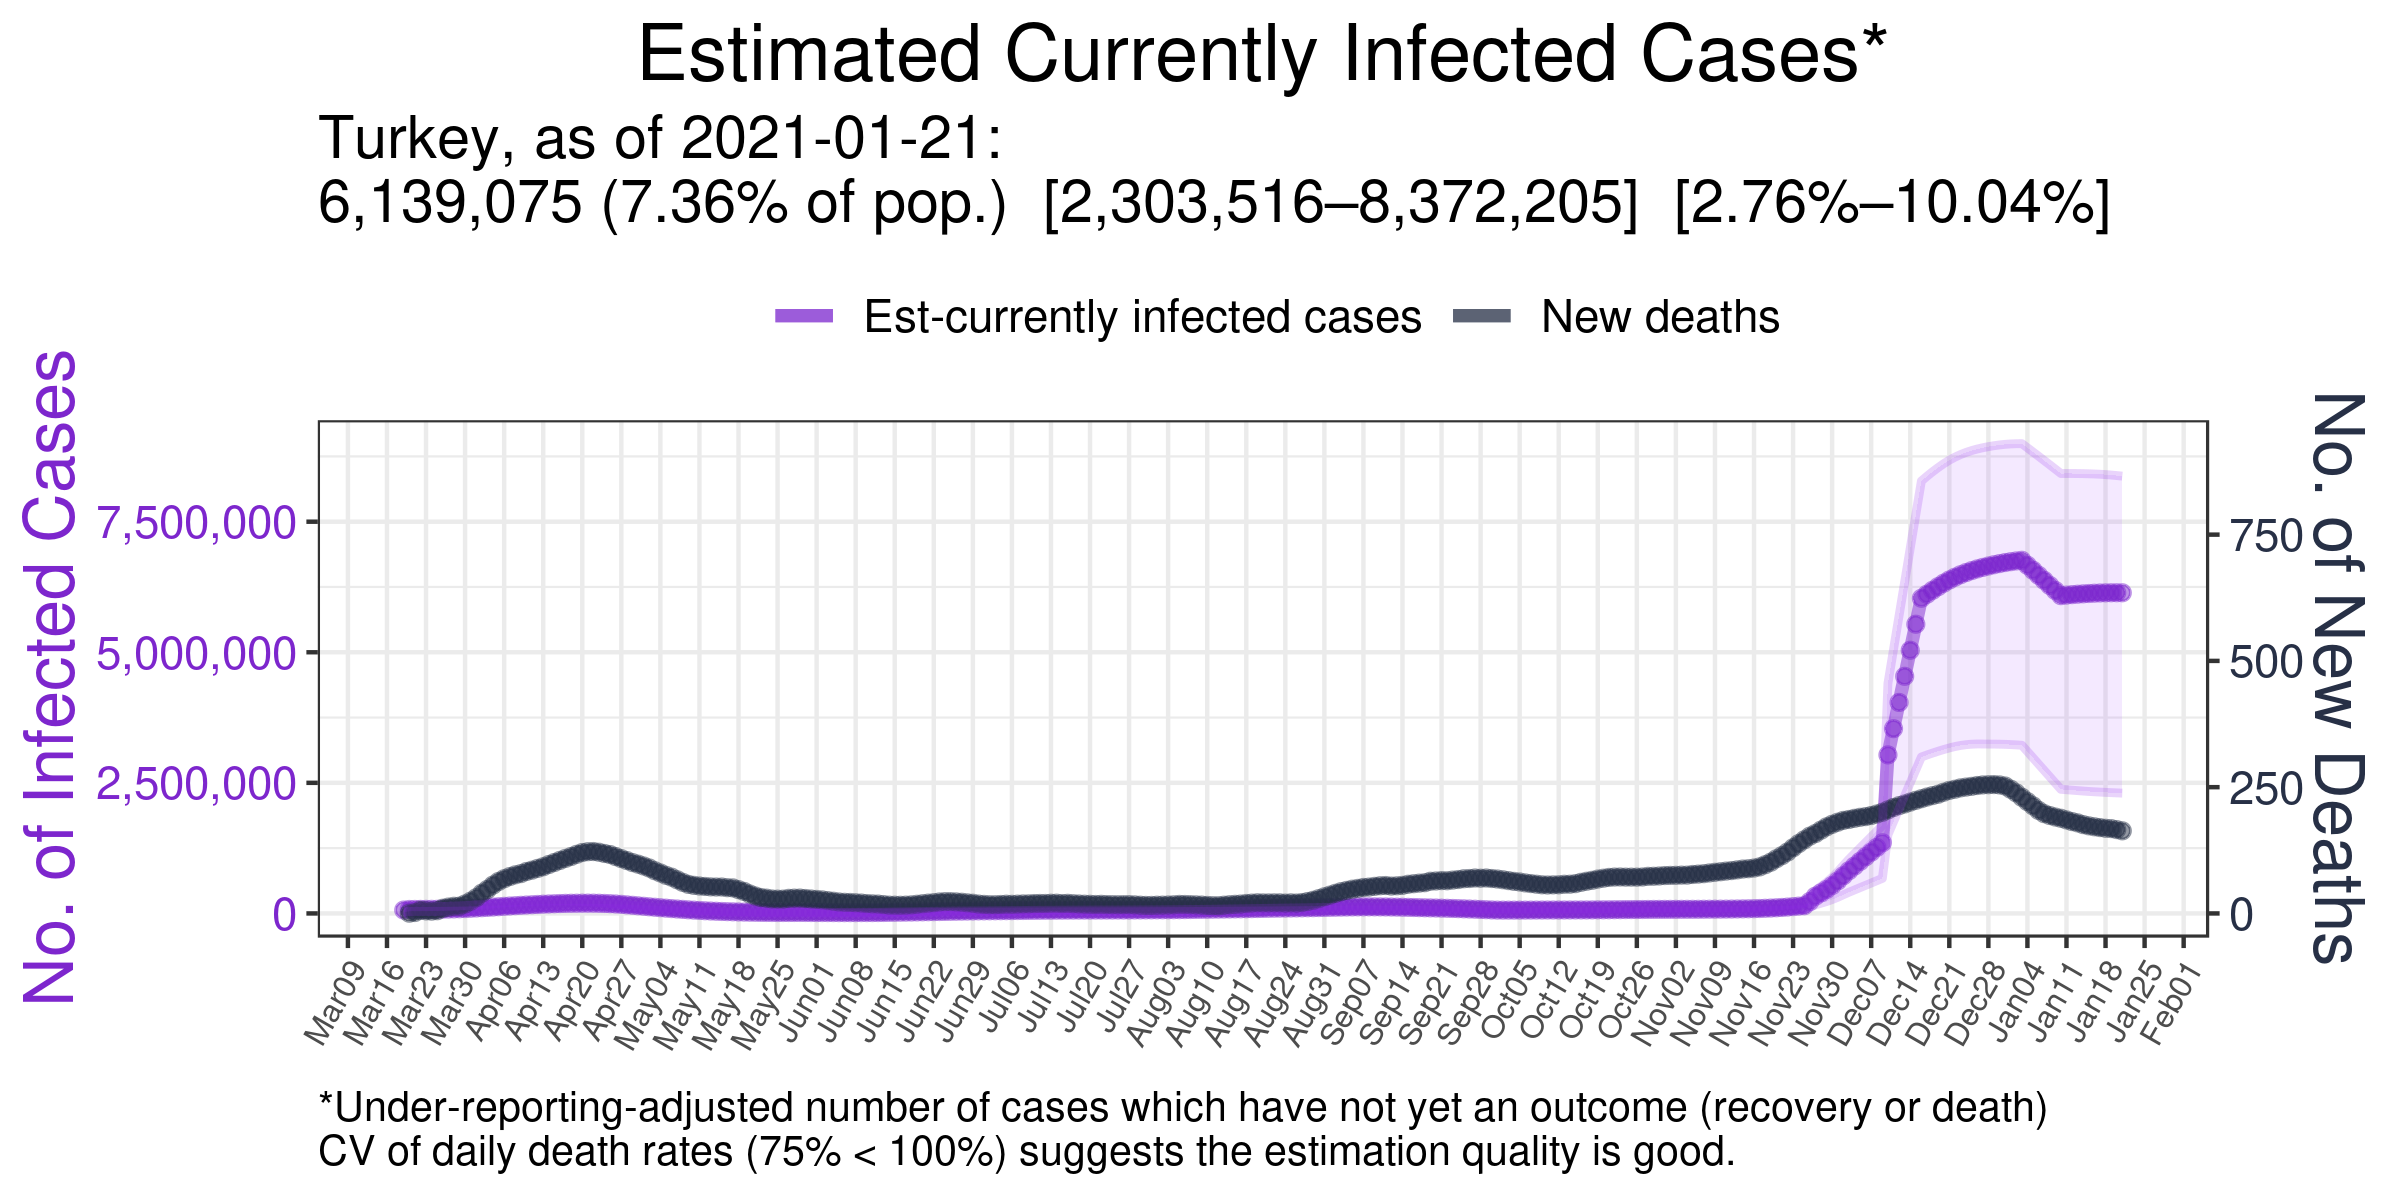 Estimated Currently Infected Cases*
Turkey, as of 2021-01-21:
6,139,075 (7.36% of pop.) [2,303,516–8,372,205] [2.76%–10.04%]
Est-currently infected cases New deaths
No. of Infected Cases
7,500,000
5,000,000
2,500,000
0
750
500
250
0
No. of New Deaths
Mar09 Mar16 Mar23 Mar30 Apr06 Apr13 Apr20 Apr27 May04 May11 May18 May25 Jun01 Jun08 Jun15 Jun22 Jun29 Jul06 Jul13 Jul20 Jul27 Aug03 Aug10 Aug17 Aug24 Aug31 Sep07 Sep14 Sep21 Sep28 Oct05 Oct12 Oct19 Oct26 Nov02 Nov09 Nov16 Nov23 Nov30 Dec07 Dec14 Dec21 Dec28 Jan04 Jan11 Jan18 Jan25 Feb01
*Under-reporting-adjusted number of cases which have not yet an outcome (recovery or death)
CV of daily death rates (75% < 100%) suggests the estimation quality is good.